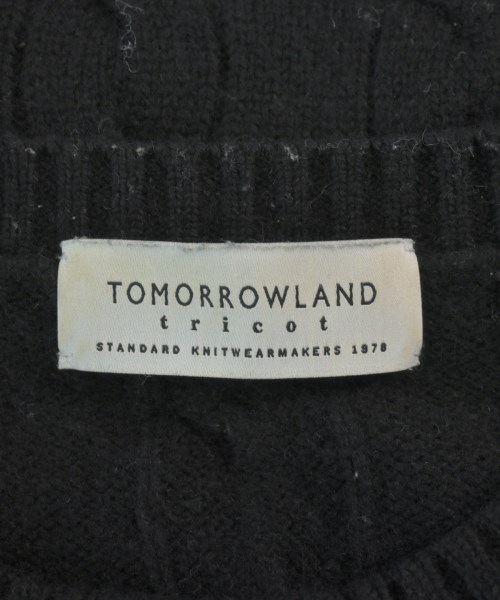 TOMORROWLAND
tricot
STANDARD KNITWEARMAKERS 1978